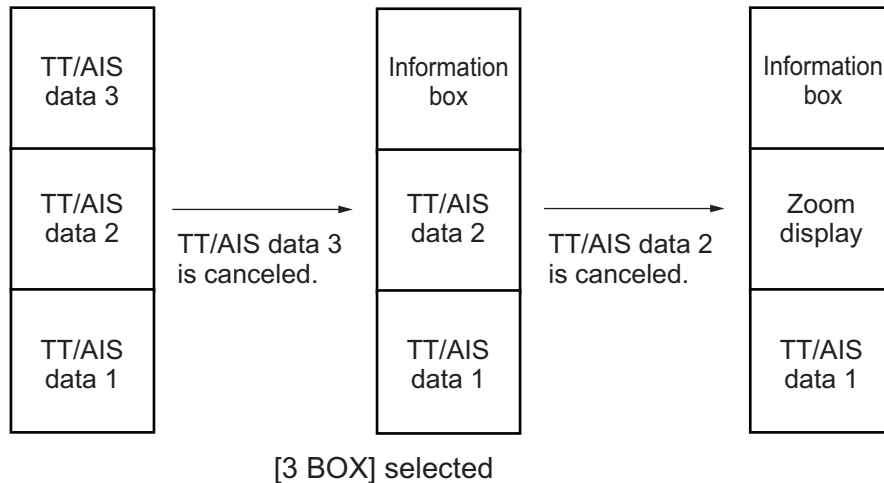 TT/AIS
data 3
TT/AIS
data 2
TT/AIS
data 1
TT/AIS data 3
is canceled.
Information
box
TT/AIS
data 2
TT/AIS
data 1
TT/AIS data 2
is canceled.
Information
box
Zoom
display
TT/AIS
data 1
[3 BOX] selected